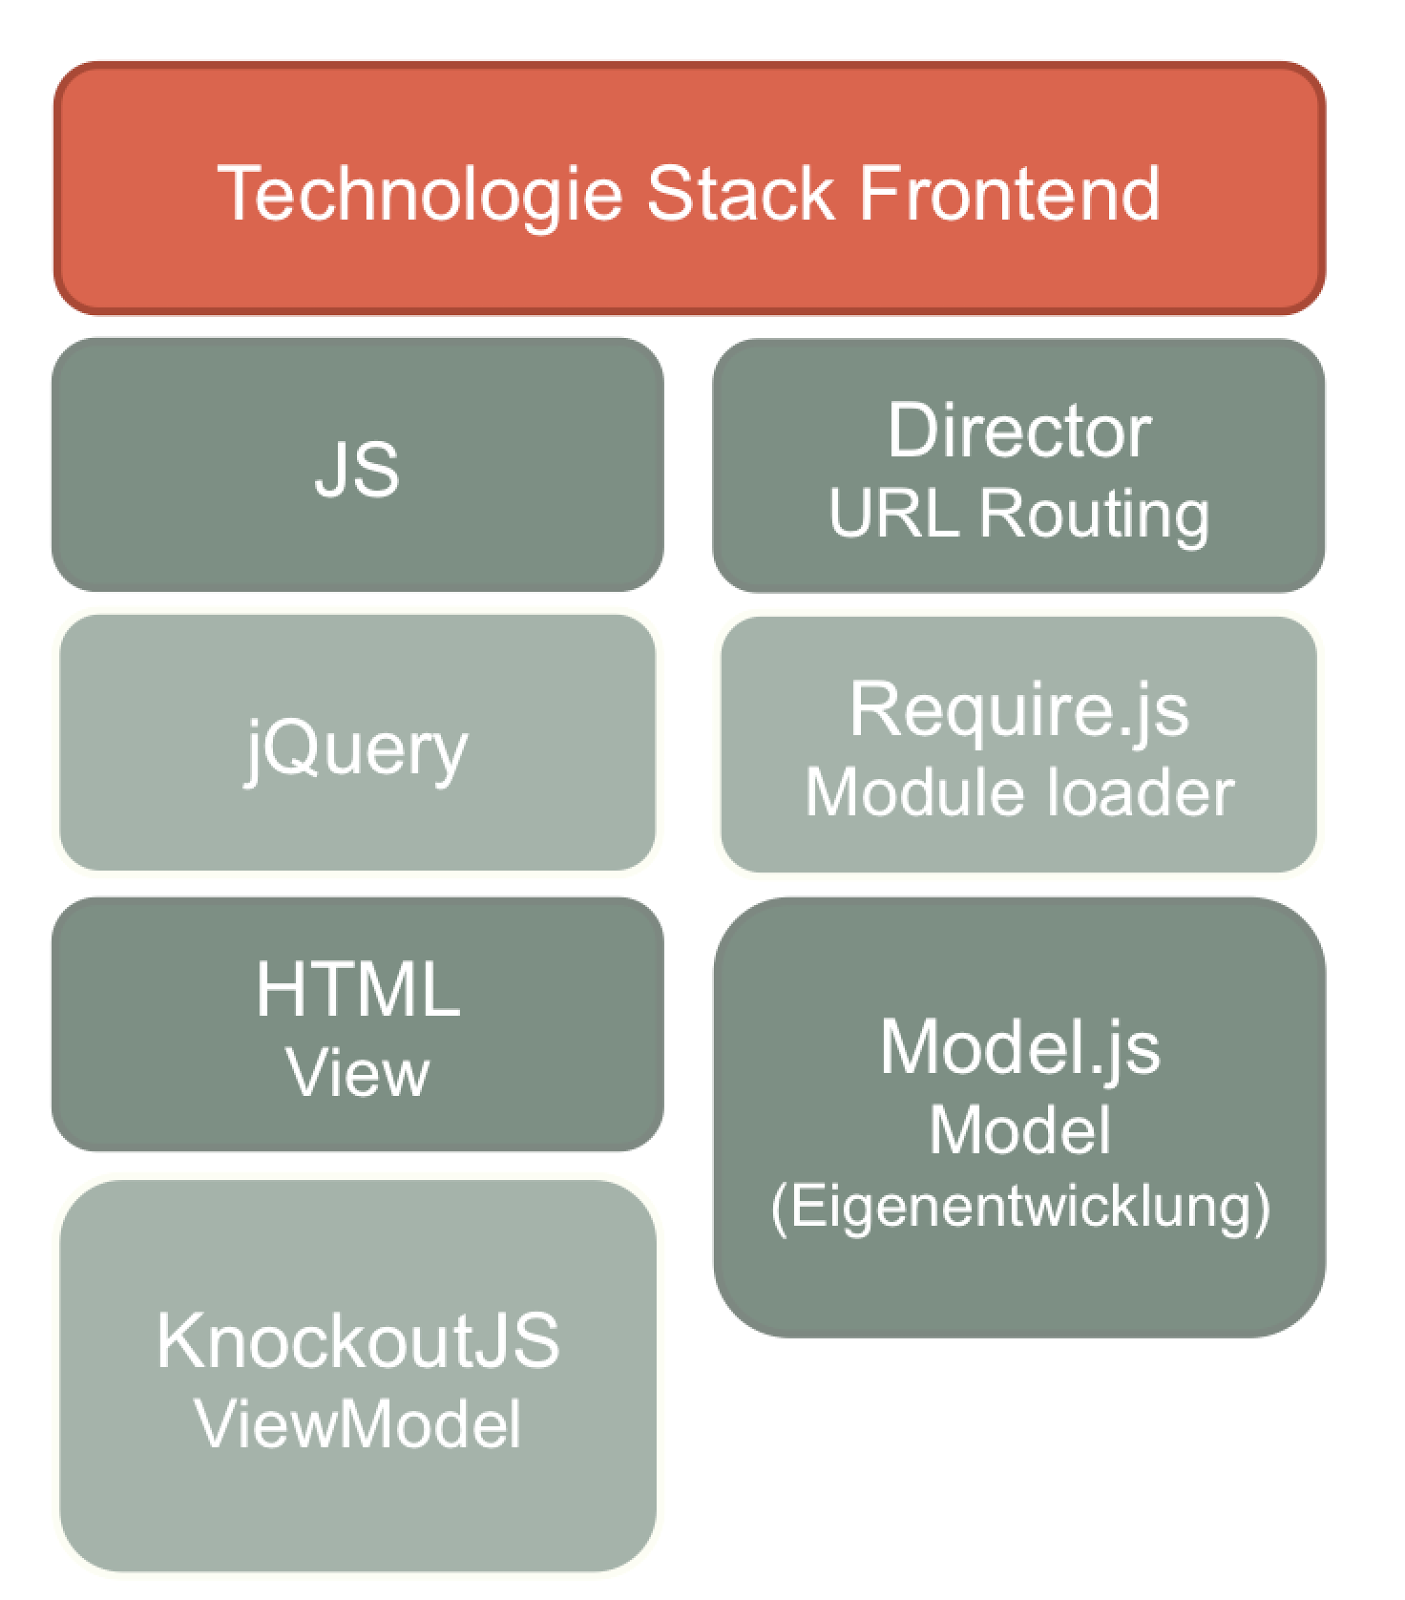 Technologie Stack Frontend
JS
jQuery
HTML
View
KnockoutJS
ViewModel
Director
URL Routing
Require.js
Module loader
Model.js
Model
(Eigenentwicklung)